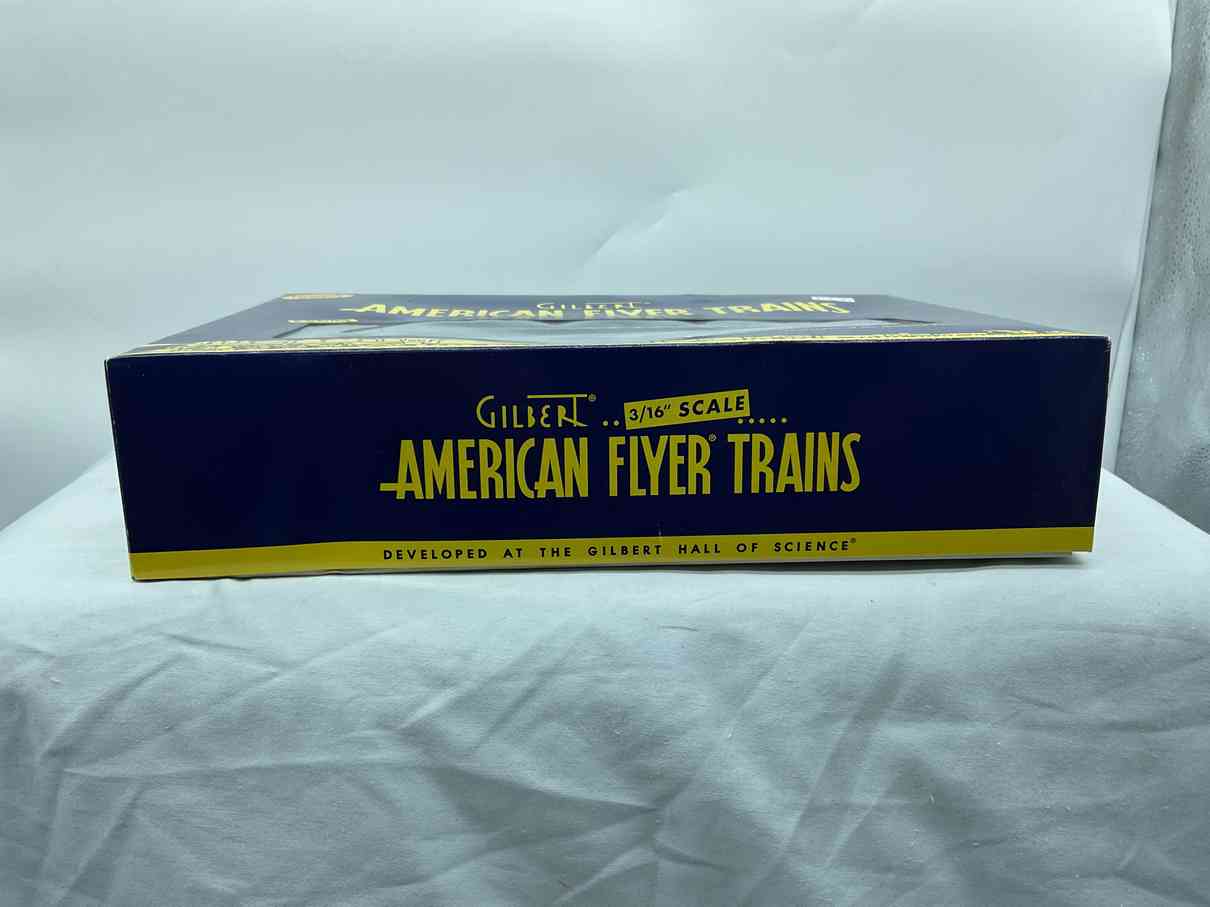 GILBERT
AMERICAN FLYER TRAINS
GILBERT® ..3/16" SCALE.....
AMERICAN FLYER® TRAINS
DEVELOPED AT THE GILBERT HALL OF SCIENCE®